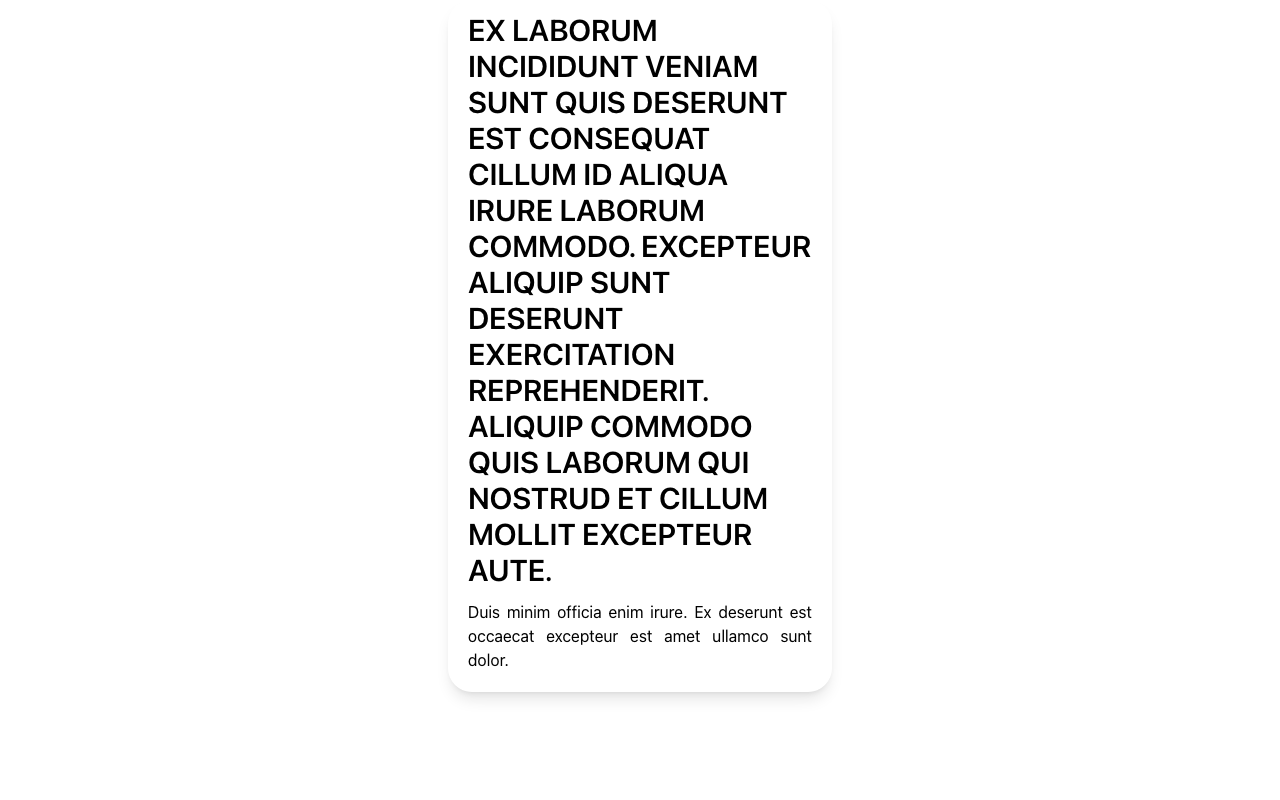 EX LABORUM
INCIDIDUNT VENIAM
SUNT QUIS DESERUNT
EST CONSEQUAT
CILLUM ID ALIQUA
IRURE LABORUM
COMMODO. EXCEPTEUR
ALIQUIP SUNT
DESERUNT
EXERCITATION
REPREHENDERIT.
ALIQUIP COMMODO
QUIS LABORUM QUI
NOSTRUD ET CILLUM
MOLLIT EXCEPTEUR
AUTE.
Duis minim officia enim irure. Ex deserunt est
occaecat excepteur est amet ullamco sunt
dolor.